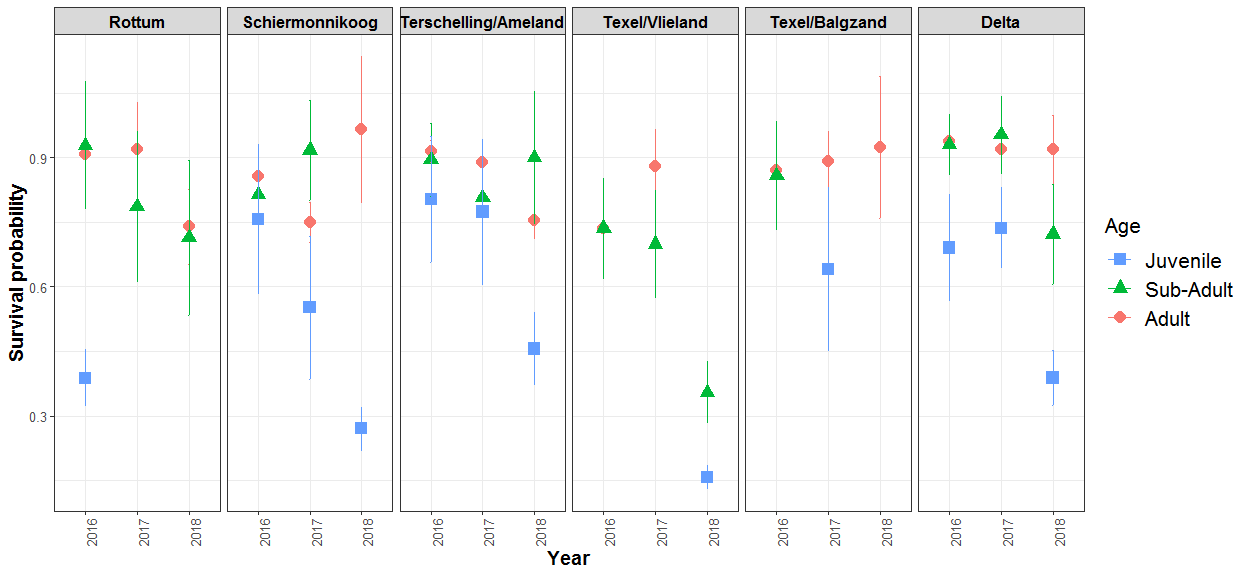 Rottum Schiermonnikoog Terschelling/Ameland Texel/Vlieland Texel/Balgzand Delta
Survival probability
0.9
0.6
0.3
2016 2017 2018 2016 2017 2018 2016 2017 2018 2016 2017 2018 2016 2017 2018 2016 2017 2018
Year
Age
Juvenile
Sub-Adult
Adult